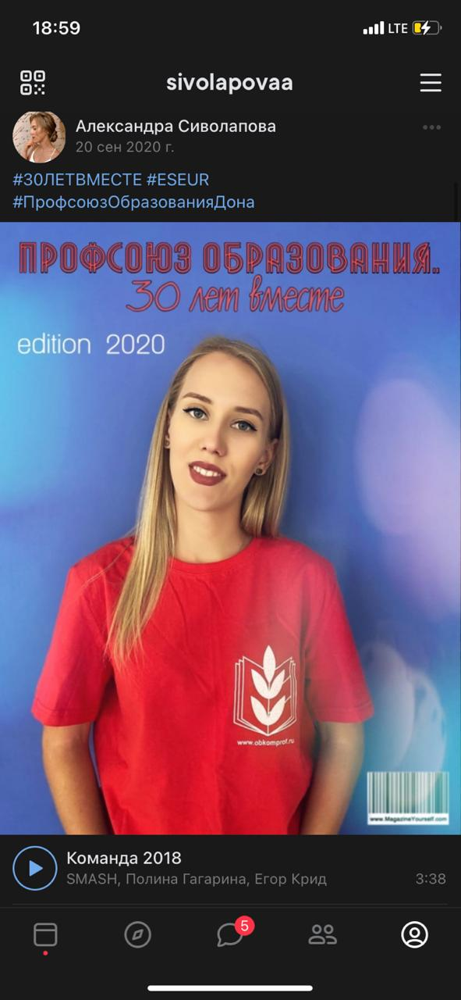 18:59
LTE
sivolapovaa
Александра Сиволапова
20 сен 2020 г.
#30ЛЕТВМЕСТЕ #ESEUR
#ПрофсоюзОбразованияДона
ПРОФСОЮЗ ОБРАЗОВАНИЯ..
30 лет вместе
edition 2020
www.obkomprof.ru
www.MagazineYourself.com
Команда 2018
SMASH, Полина Гагарина, Егор Крид
3:38
5